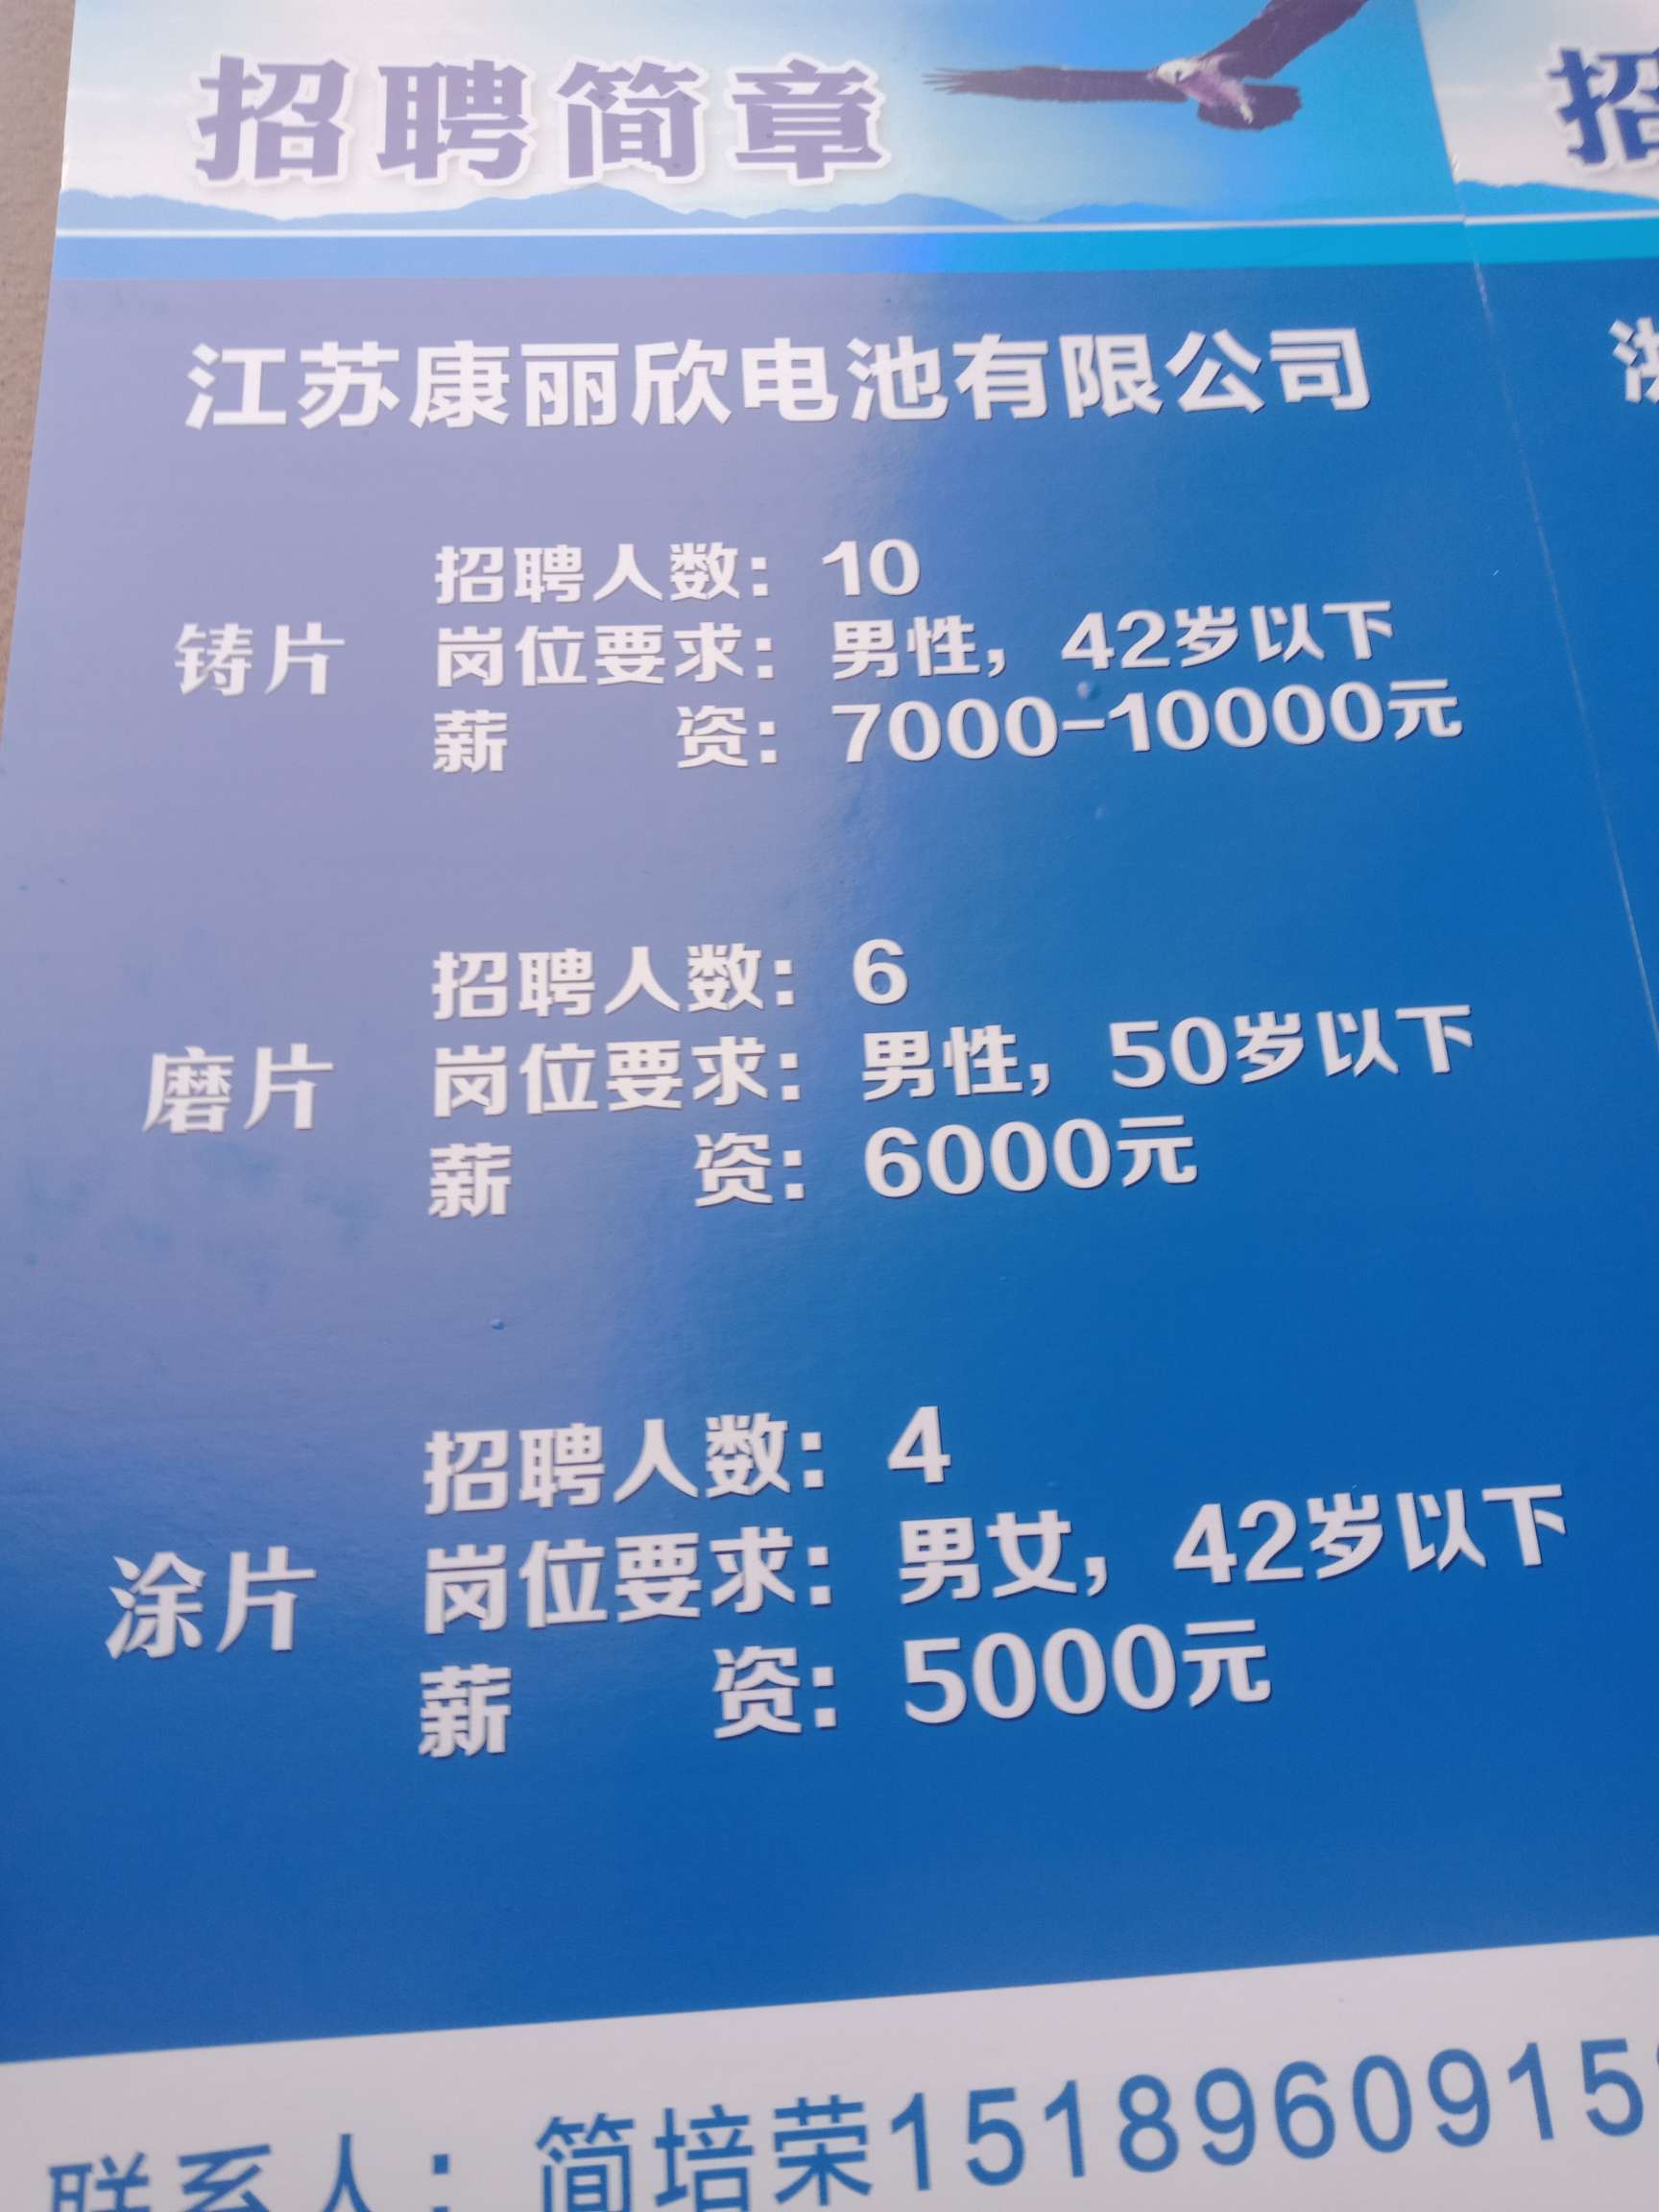 招聘简章
江苏康丽欣电池有限公司
铸片
招聘人数：10
岗位要求：男性，42岁以下
薪 资：7000-10000元
磨片
招聘人数：6
岗位要求：男性，50岁以下
薪 资：6000元
涂片
招聘人数：4
岗位要求：男女，42岁以下
薪 资：5000元
联系人：简培荣1518960915
招